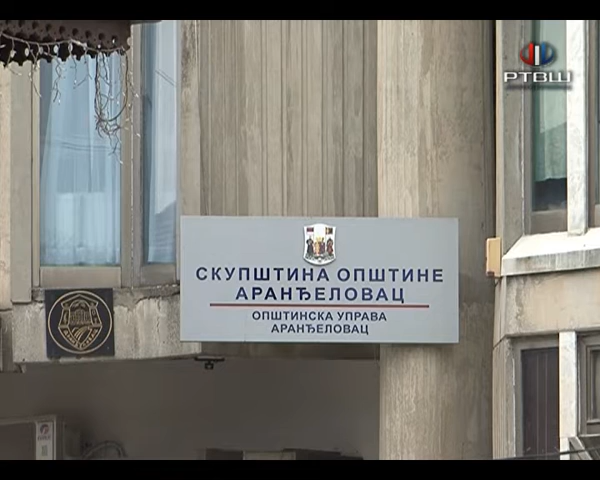 РТВШ
СКУПШТИНА ОПШТИНЕ
АРАНЂЕЛОВАЦ
ОПШТИНСКА УПРАВА
АРАНЂЕЛОВАЦ